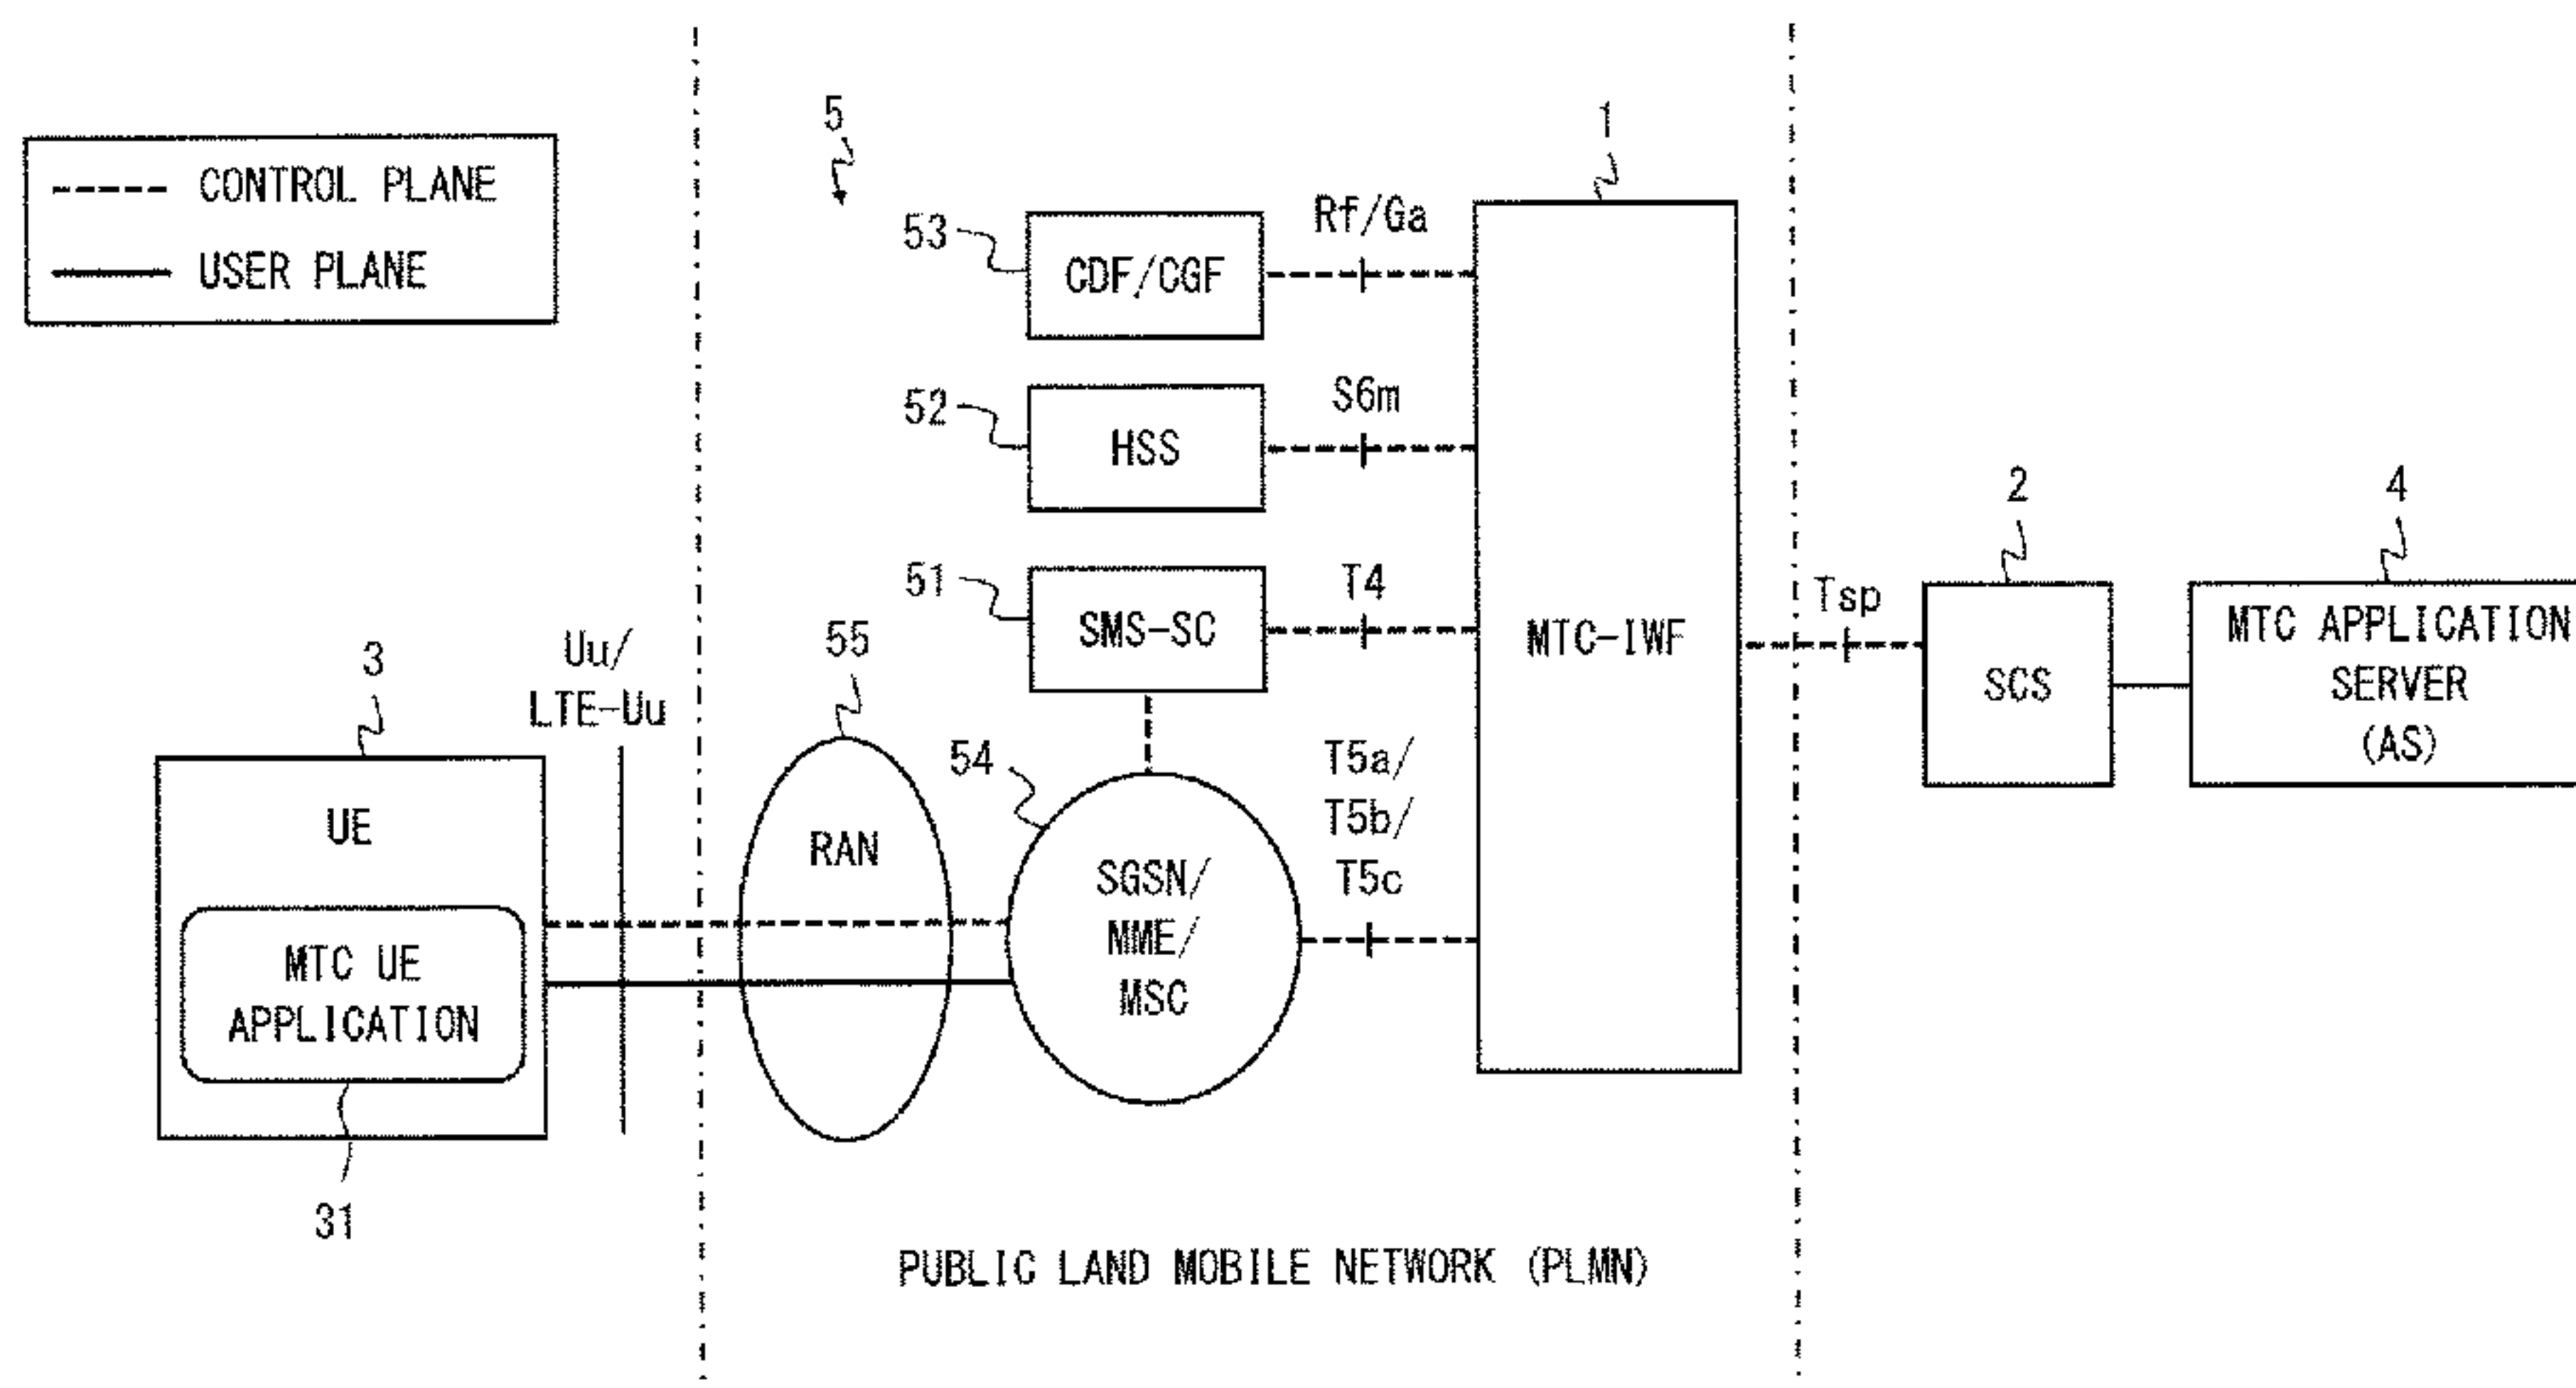 CONTROL PLANE
USER PLANE
5
1
53
CDF/CGF
Rf/Ga
52
HSS
S6m
51
SMS-SC
T4
MTC-IWF
Tsp
2
SCS
4
MTC APPLICATION
SERVER
(AS)
3
UE
Uu/
LTE-Uu
55
RAN
54
SGSN/
MME/
MSC
T5a/
T5b/
T5c
MTC UE
APPLICATION
31
PUBLIC LAND MOBILE NETWORK (PLMN)